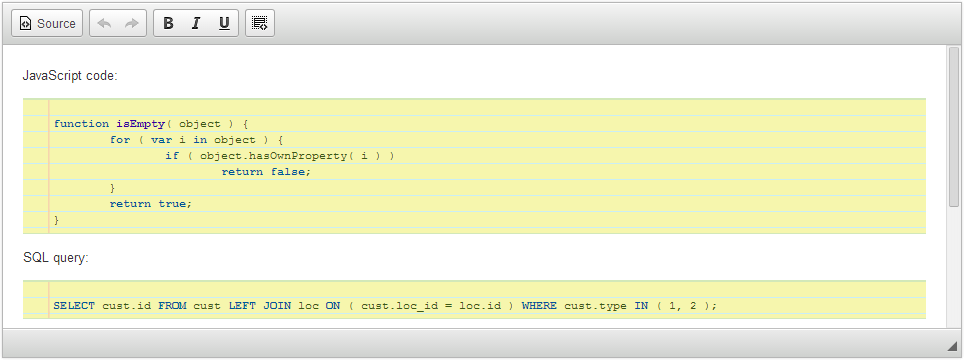 Source B I U
JavaScript code:
function isEmpty( object ) {
        for ( var i in object ) {
                if ( object.hasOwnProperty( i ) )
                        return false;
        }
        return true;
}
SQL query:
SELECT cust.id FROM cust LEFT JOIN loc ON ( cust.loc_id = loc.id ) WHERE cust.type IN ( 1, 2 );